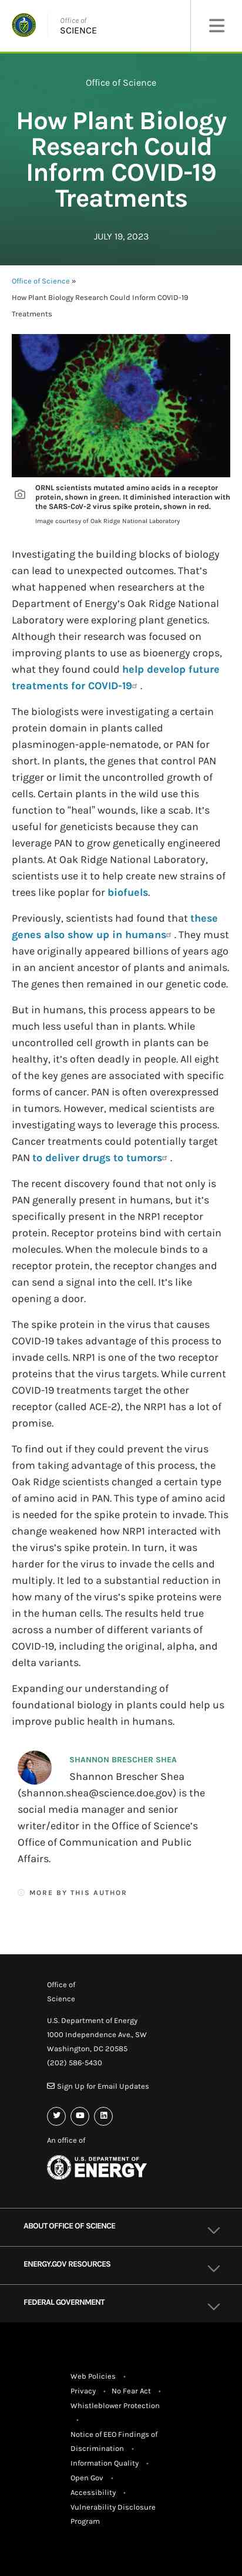 Office of
SCIENCE
Office of Science
How Plant Biology
Research Could
Inform COVID-19
Treatments
JULY 19, 2023
Office of Science »
How Plant Biology Research Could Inform COVID-19
Treatments
ORNL scientists mutated amino acids in a receptor
protein, shown in green. It diminished interaction with
the SARS-CoV-2 virus spike protein, shown in red.
Image courtesy of Oak Ridge National Laboratory
Investigating the building blocks of biology
can lead to unexpected outcomes. That's
what happened when researchers at the
Department of Energy's Oak Ridge National
Laboratory were exploring plant genetics.
Although their research was focused on
improving plants to use as bioenergy crops,
what they found could help develop future
treatments for COVID-19 .
The biologists were investigating a certain
protein domain in plants called
plasminogen-apple-nematode, or PAN for
short. In plants, the genes that control PAN
trigger or limit the uncontrolled growth of
cells. Certain plants in the wild use this
function to "heal" wounds, like a scab. It's
useful for geneticists because they can
leverage PAN to grow genetically engineered
plants. At Oak Ridge National Laboratory,
scientists use it to help create new strains of
trees like poplar for biofuels.
Previously, scientists had found that these
genes also show up in humans . They must
have originally appeared billions of years ago
in an ancient ancestor of plants and animals.
The genes then remained in our genetic code.
But in humans, this process appears to be
much less useful than in plants. While
uncontrolled cell growth in plants can be
healthy, it's often deadly in people. All eight
of the key genes are associated with specific
forms of cancer. PAN is often overexpressed
in tumors. However, medical scientists are
investigating ways to leverage this process.
Cancer treatments could potentially target
PAN to deliver drugs to tumors .
The recent discovery found that not only is
PAN generally present in humans, but it's
specifically present in the NRP1 receptor
protein. Receptor proteins bind with certain
molecules. When the molecule binds to a
receptor protein, the receptor changes and
can send a signal into the cell. It's like
opening a door.
The spike protein in the virus that causes
COVID-19 takes advantage of this process to
invade cells. NRP1 is one of the two receptor
proteins that the virus targets. While current
COVID-19 treatments target the other
receptor (called ACE-2), the NRP1 has a lot of
promise.
To find out if they could prevent the virus
from taking advantage of this process, the
Oak Ridge scientists changed a certain type
of amino acid in PAN. This type of amino acid
is needed for the spike protein to invade. This
change weakened how NRP1 interacted with
the virus's spike protein. In turn, it was
harder for the virus to invade the cells and
multiply. It led to a substantial reduction in
how many of the virus's spike proteins were
in the human cells. The results held true
across a number of different variants of
COVID-19, including the original, alpha, and
delta variants.
Expanding our understanding of
foundational biology in plants could help us
improve public health in humans.
SHANNON BRESCHER SHEA
Shannon Brescher Shea
(shannon.shea@science.doe.gov) is the
social media manager and senior
writer/editor in the Office of Science's
Office of Communication and Public
Affairs.
MORE BY THIS AUTHOR
Office of
Science
U.S. Department of Energy
1000 Independence Ave., SW
Washington, DC 20585
(202) 586-5430
Sign Up for Email Updates
An office of
U.S. DEPARTMENT OF
ENERGY
ABOUT OFFICE OF SCIENCE
ENERGY.GOV RESOURCES
FEDERAL GOVERNMENT
Web Policies •
Privacy • No Fear Act •
Whistleblower Protection
•
Notice of EEO Findings of
Discrimination •
Information Quality •
Open Gov •
Accessibility •
Vulnerability Disclosure
Program